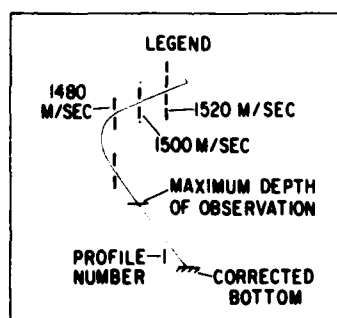 LEGEND
1480
M/SEC
1520 M/SEC
1500 M/SEC
MAXIMUM DEPTH
OF OBSERVATION
PROFILE
NUMBER
CORRECTED
BOTTOM